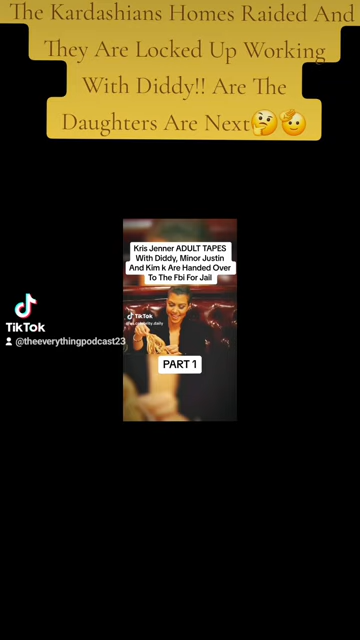 The Kardashians Homes Raided And
They Are Locked Up Working
With Diddy!! Are The
Daughters Are Next🤔🫡
Kris Jenner ADULT TAPES
With Diddy, Minor Justin
And Kim k Are Handed Over
To The Fbi For Jail
TikTok
PART 1
TikTok
@theeverythingpodcast23